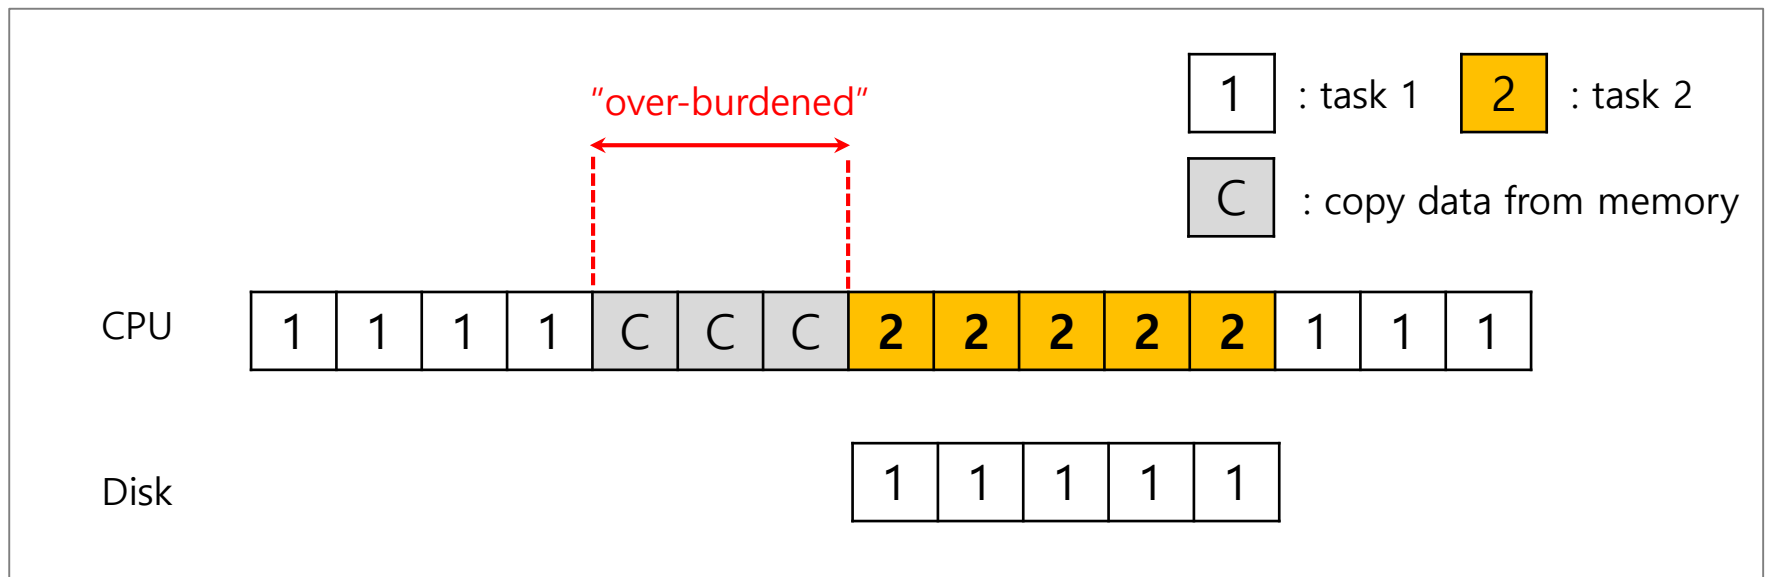 1 : task 1 2 : task 2
“over-burdened”
C : copy data from memory
CPU 1 1 1 1 C C C 2 2 2 2 2 1 1 1
Disk 1 1 1 1 1